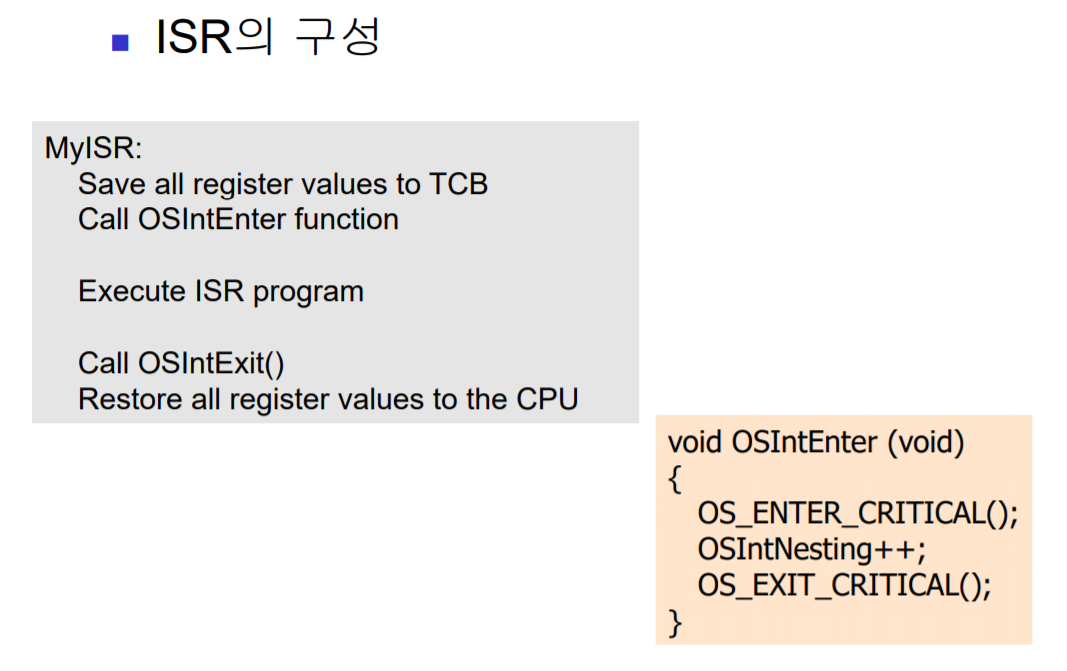 ISR의 구성
MyISR:
Save all register values to TCB
Call OSIntEnter function
Execute ISR program
Call OSIntExit()
Restore all register values to the CPU
void OSIntEnter (void)
{
OS_ENTER_CRITICAL();
OSIntNesting++;
OS_EXIT_CRITICAL();
}